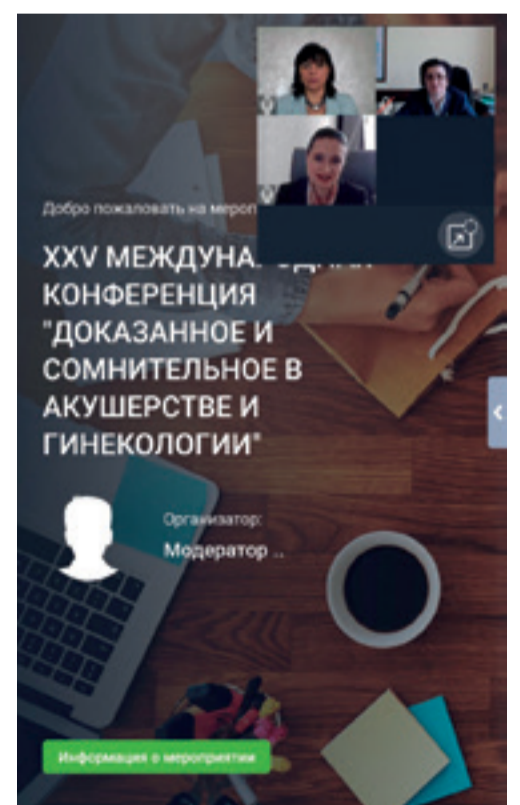 Добро пожаловать на мероп
XXV МЕЖДУНА
КОНФЕРЕНЦИЯ
"ДОКАЗАННОЕ И
СОМНИТЕЛЬНОЕ В
АКУШЕРСТВЕ И
ГИНЕКОЛОГИИ"
Организатор:
Модератор ..
Информация о мероприятии